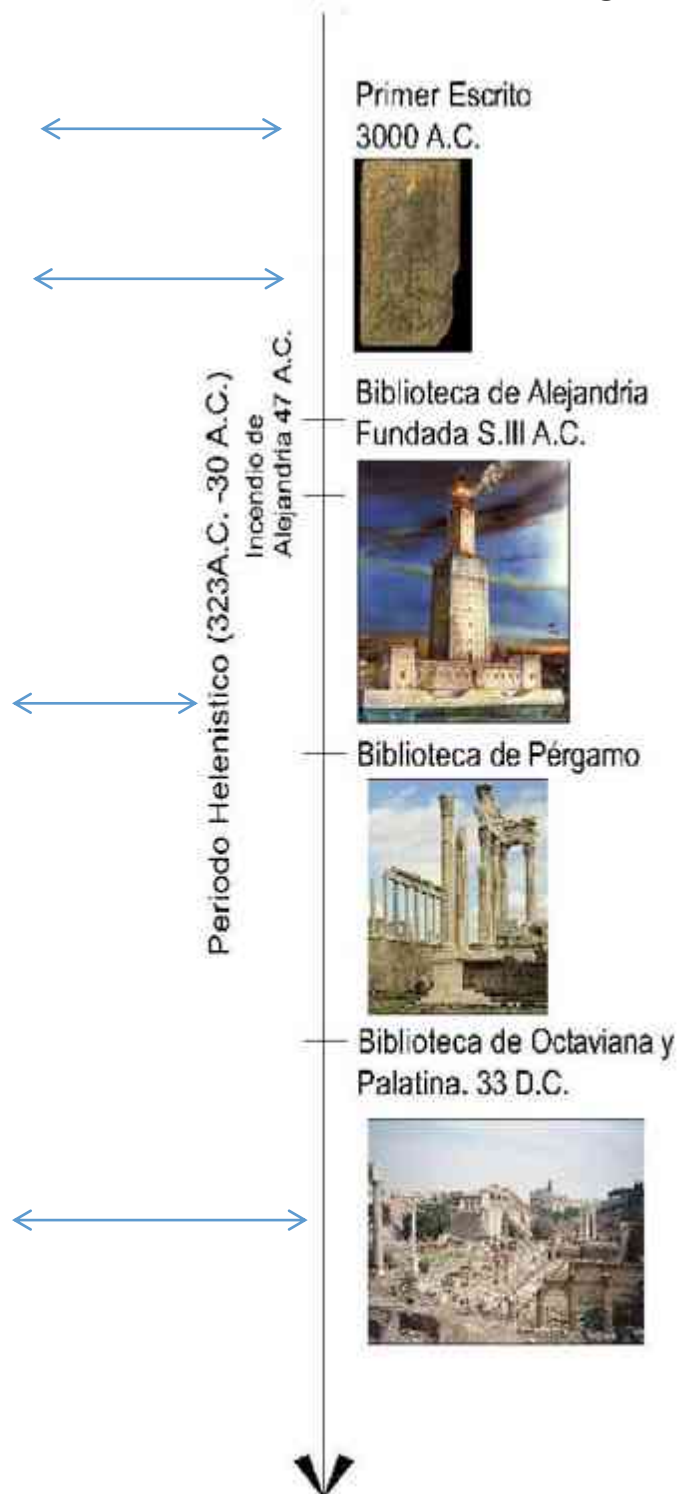 Primer Escrito
3000 A.C.
Periodo Helenistico (323A.C. -30 A.C.)
Incendio de
Alejandria 47 A.C.
Biblioteca de Alejandria
Fundada S.III A.C.
Biblioteca de Pérgamo
Biblioteca de Octaviana y
Palatina. 33 D.C.